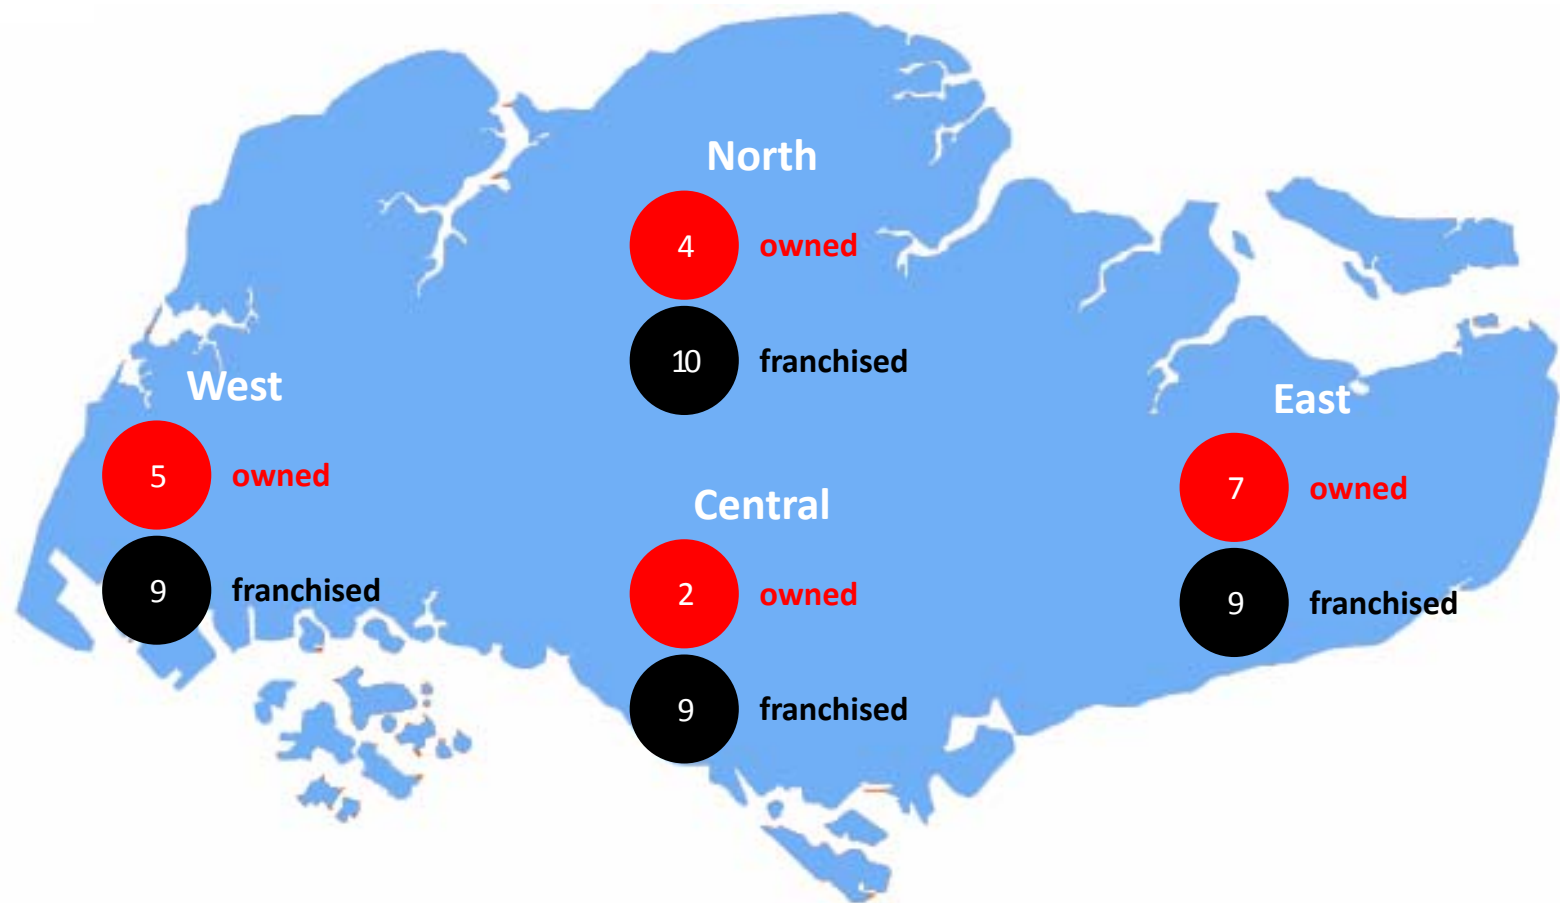 North
4 owned
10 franchised
West
5 owned
9 franchised
Central
2 owned
9 franchised
East
7 owned
9 franchised